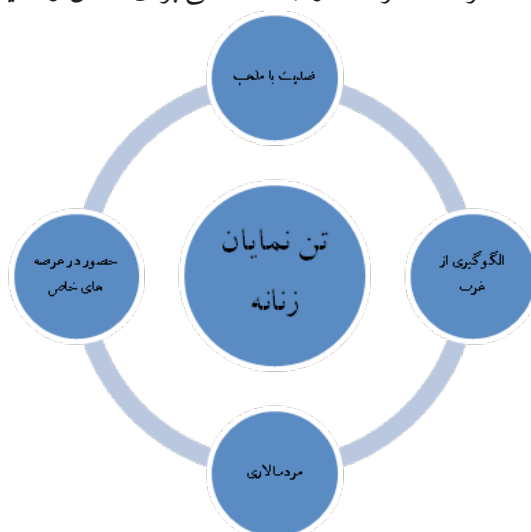 ضدیت با مذهب
تن نمایان
زنانه
الگوگیری از
غرب
حضور در عرصه
های خاص
مردسالاری